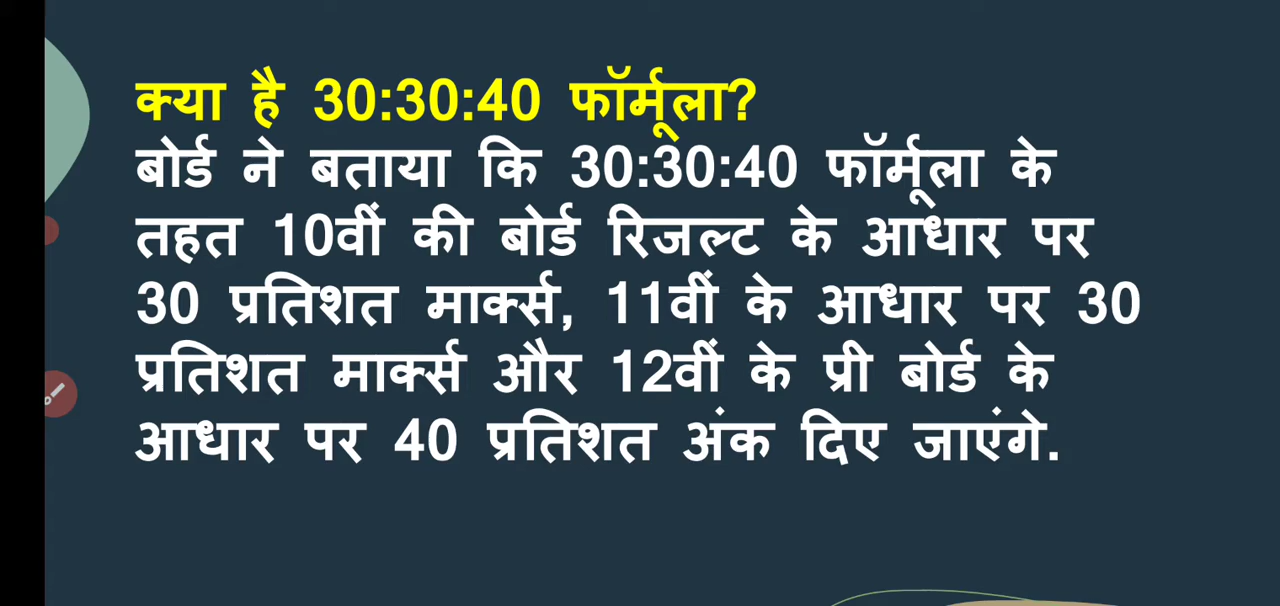 क्या है 30:30:40 फॉर्मूला?
बोर्ड ने बताया कि 30:30:40 फॉर्मूला के
तहत 10वीं की बोर्ड रिजल्ट के आधार पर
30 प्रतिशत मार्क्स, 11वीं के आधार पर 30
प्रतिशत मार्क्स और 12वीं के प्री बोर्ड के
आधार पर 40 प्रतिशत अंक दिए जाएंगे.